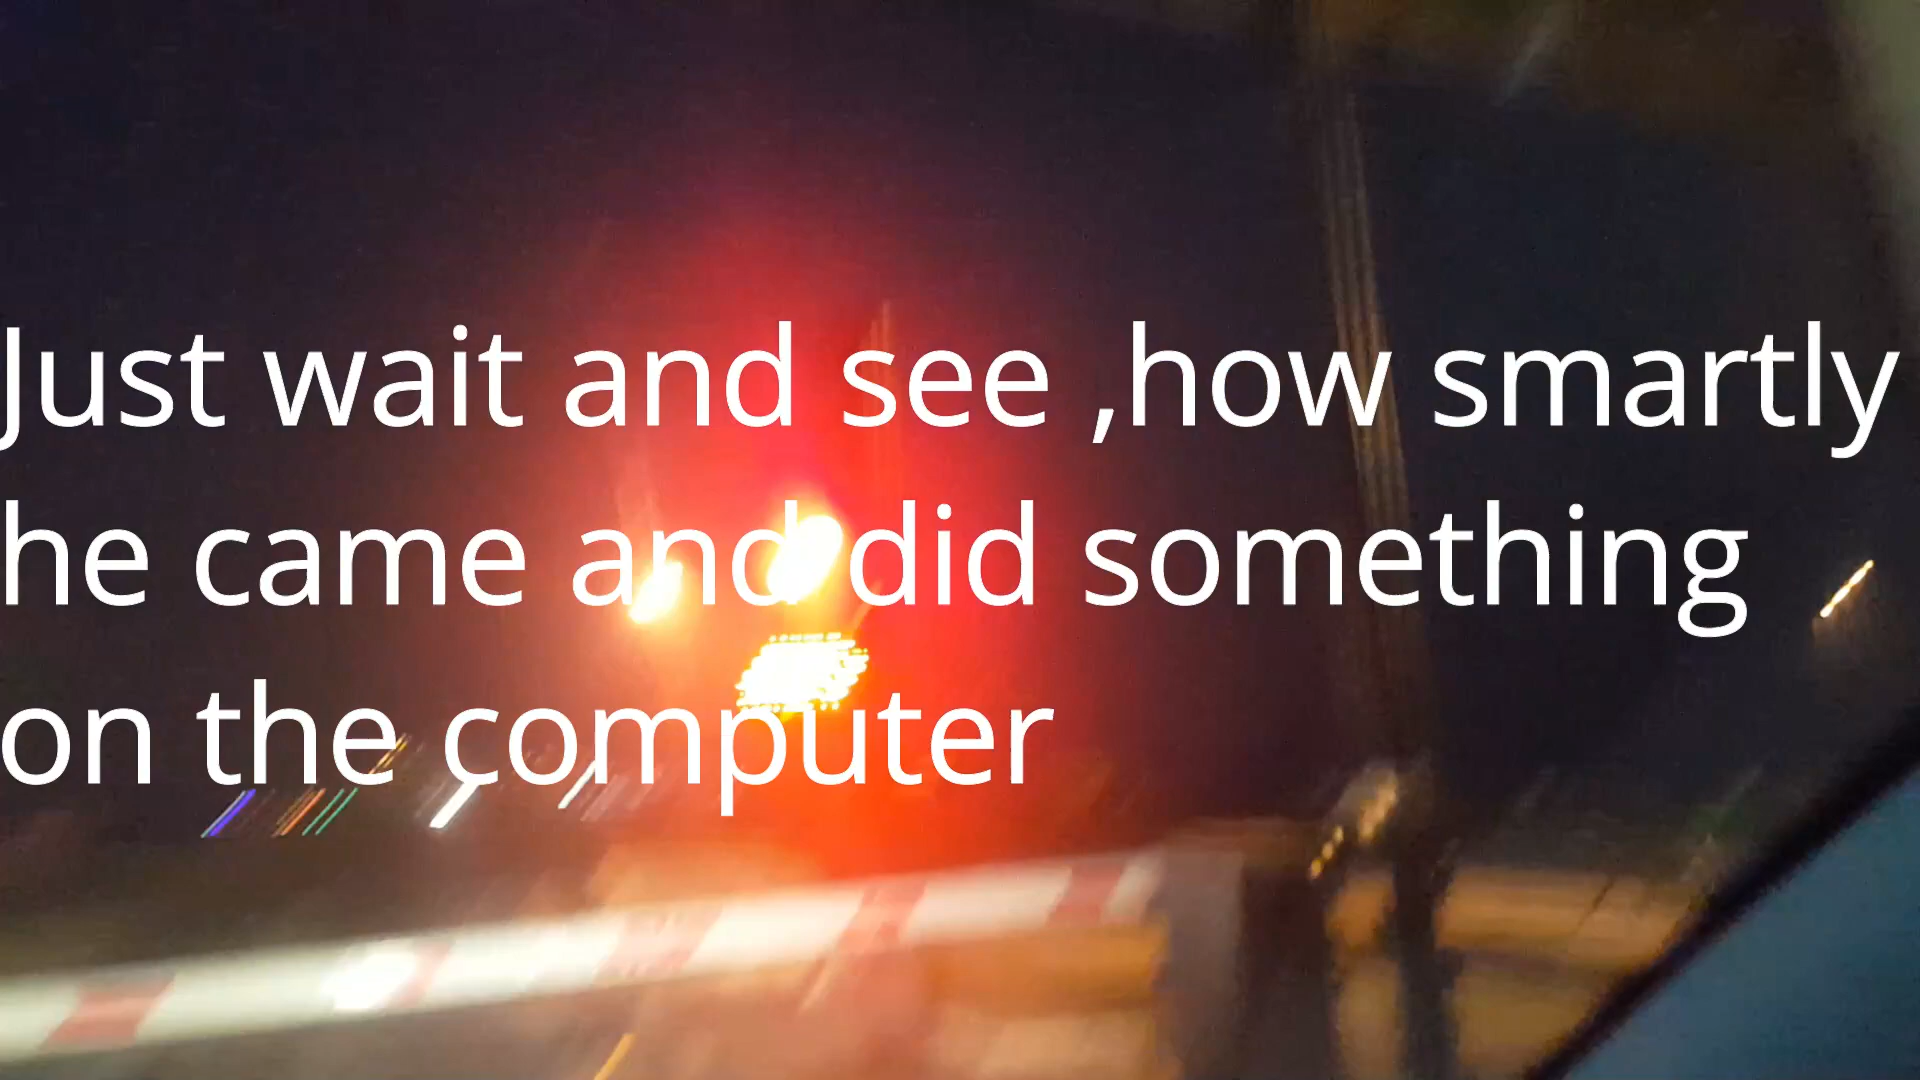 Just wait and see ,how smartly
he came and did something
on the computer